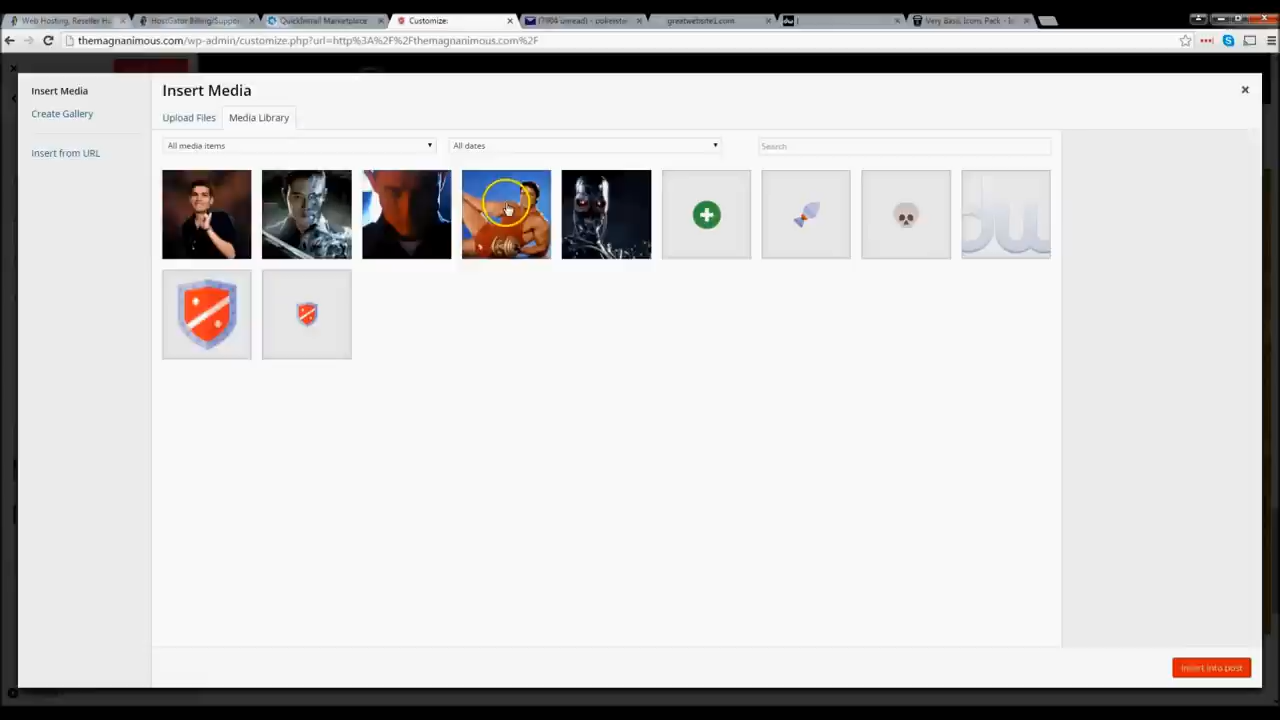 Web Hosting, Reseller H
HostGator Billing/Suppor
QuickInstall Marketplace
Customize:
greatwebsite1.com
Very Basic Icons Pack - I
themagnanimous.com/wp-admin/customize.php?url=http%3A%2F%2Fthemagnanimous.com%2F
Insert Media
Create Gallery
Insert from URL
Insert Media
Upload Files
Media Library
All media items
All dates
Search
Insert into post